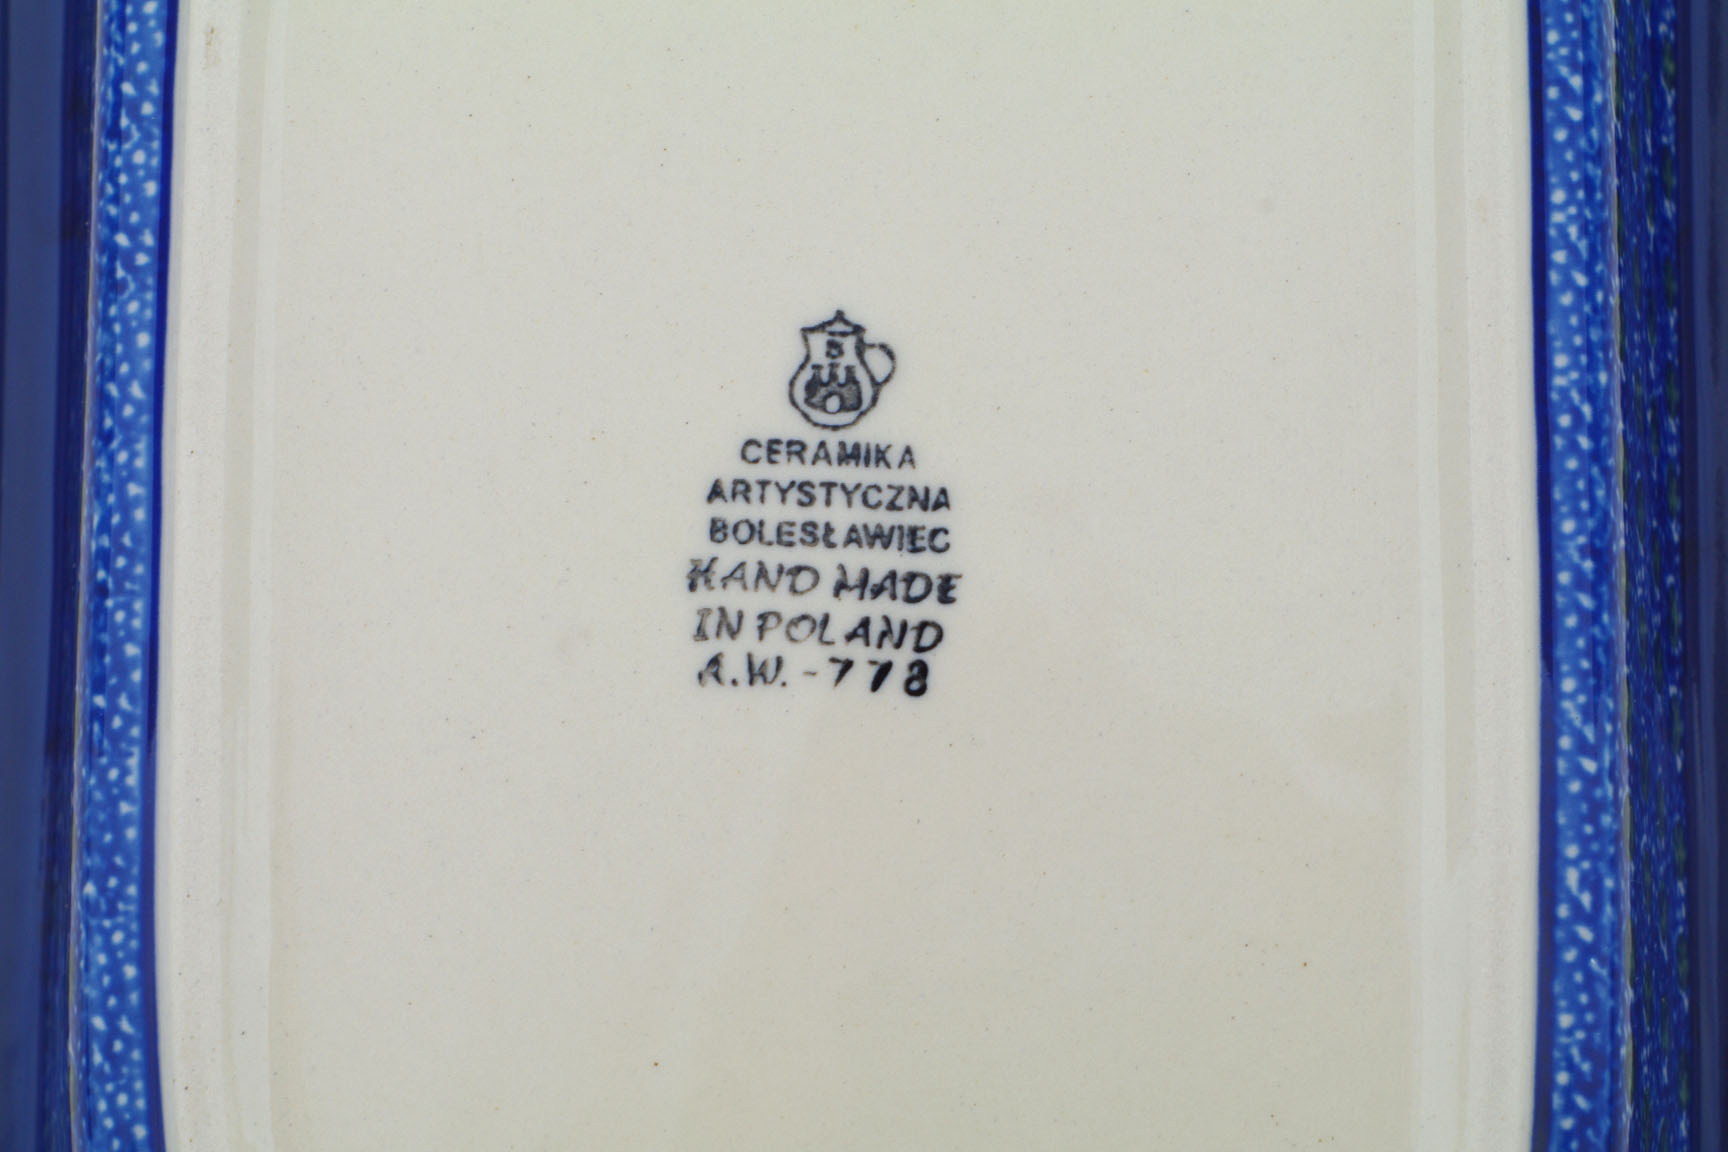 B
CERAMIKA
ARTYSTYCZNA
BOLESŁAWIEC
HAND MADE
IN POLAND
A.W.-778